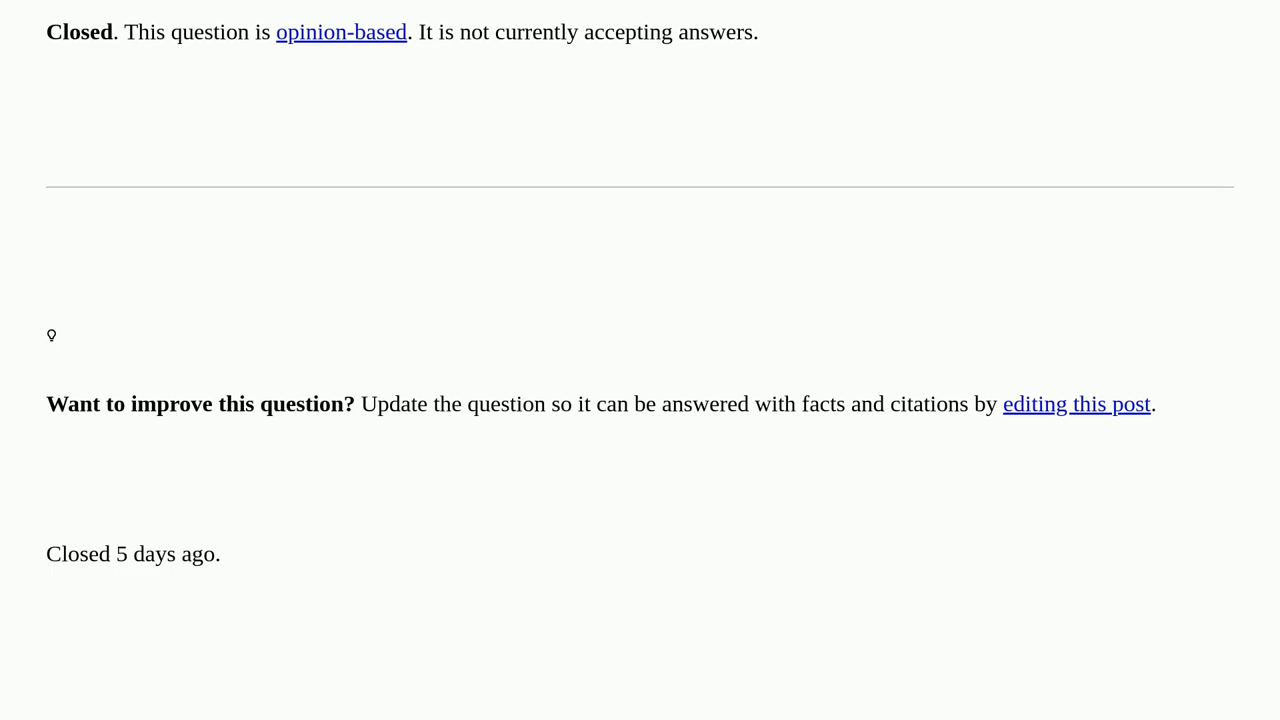 Closed. This question is opinion-based. It is not currently accepting answers.
Want to improve this question? Update the question so it can be answered with facts and citations by editing this post.
Closed 5 days ago.